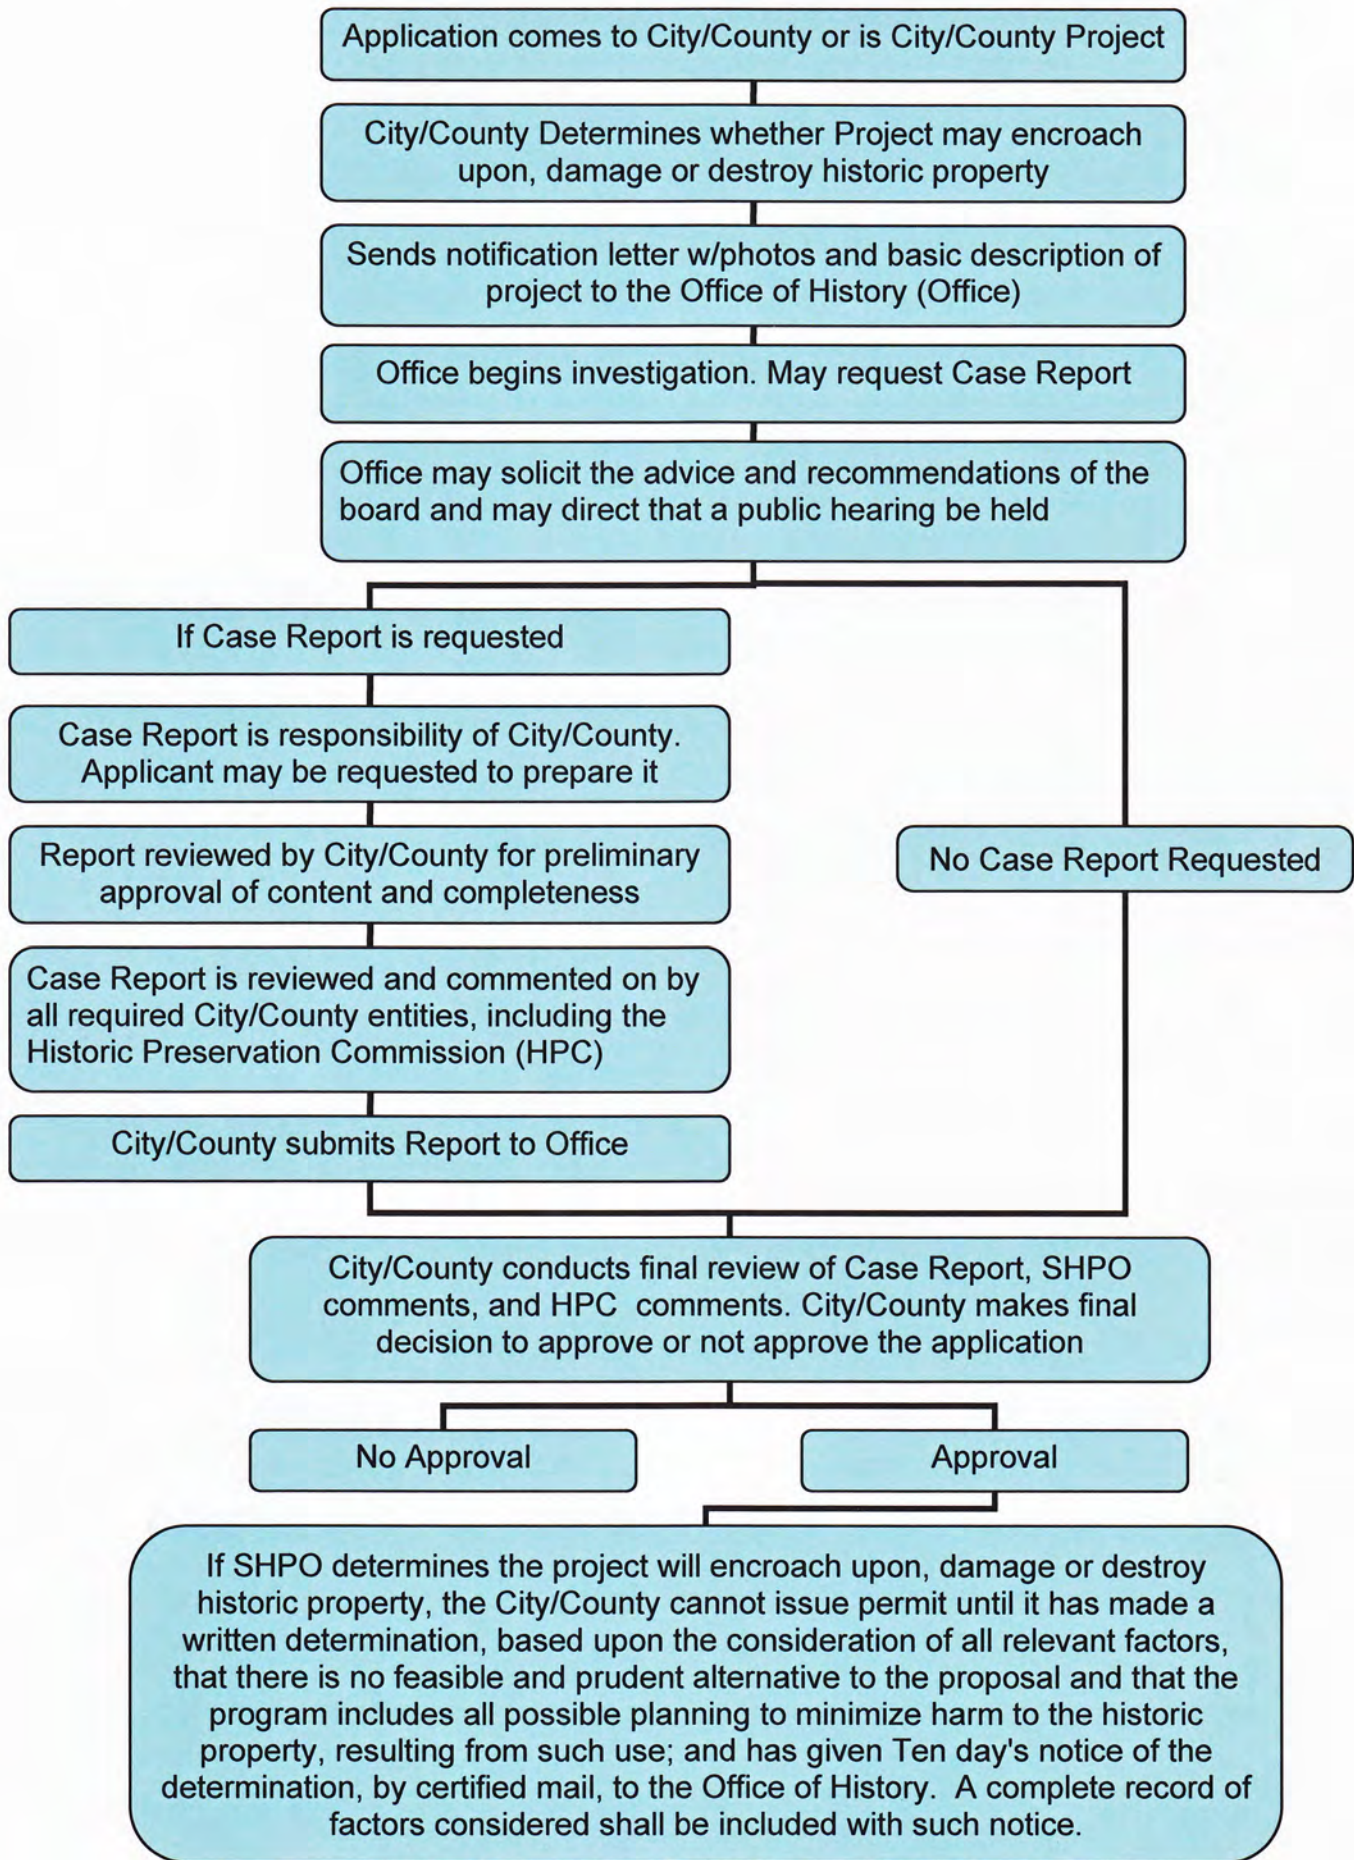 Application comes to City/County or is City/County Project
City/County Determines whether Project may encroach
upon, damage or destroy historic property
Sends notification letter w/photos and basic description of
project to the Office of History (Office)
Office begins investigation. May request Case Report
Office may solicit the advice and recommendations of the
board and may direct that a public hearing be held
If Case Report is requested
Case Report is responsibility of City/County.
Applicant may be requested to prepare it
Report reviewed by City/County for preliminary
approval of content and completeness
No Case Report Requested
Case Report is reviewed and commented on by
all required City/County entities, including the
Historic Preservation Commission (HPC)
City/County submits Report to Office
City/County conducts final review of Case Report, SHPO
comments, and HPC comments. City/County makes final
decision to approve or not approve the application
No Approval
Approval
If SHPO determines the project will encroach upon, damage or destroy
historic property, the City/County cannot issue permit until it has made a
written determination, based upon the consideration of all relevant factors,
that there is no feasible and prudent alternative to the proposal and that the
program includes all possible planning to minimize harm to the historic
property, resulting from such use; and has given Ten day's notice of the
determination, by certified mail, to the Office of History. A complete record of
factors considered shall be included with such notice.